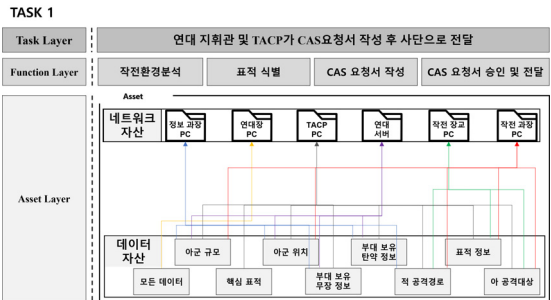 TASK 1
Task Layer
연대 지휘관 및 TACP가 CAS요청서 작성 후 사단으로 전달
Function Layer
작전환경분석
표적 식별
CAS 요청서 작성
CAS 요청서 승인 및 전달
Asset
Asset Layer
네트워크
자산
정보 과장
PC
연대장
PC
TACP
PC
연대
서버
작전 장교
PC
작전 과장
PC
데이터
자산
아군 규모
아군 위치
부대 보유
탄약 정보
표적 정보
모든 데이터
핵심 표적
부대 보유
무장 정보
적 공격경로
아 공격대상